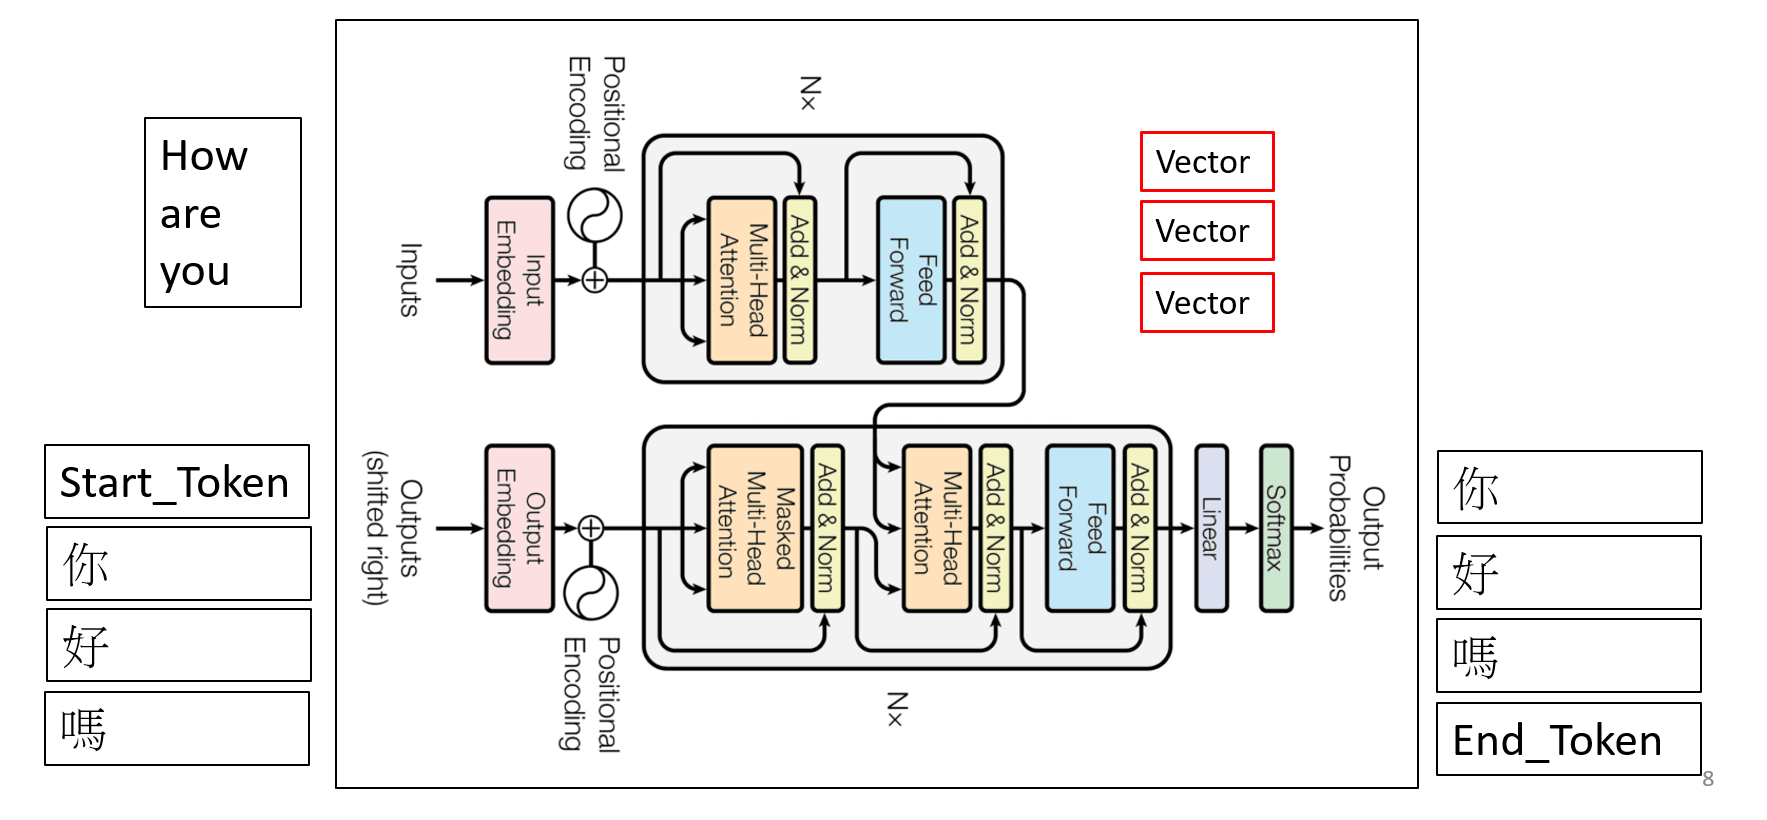 How
are
you
Inputs
Input
Embedding
Positional
Encoding
Nx
Multi-Head
Attention
Add & Norm
Feed
Forward
Add & Norm
Vector
Vector
Vector
Start_Token
你
好
嗎
Outputs
(shifted right)
Output
Embedding
Positional
Encoding
Masked
Multi-Head
Attention
Add & Norm
Multi-Head
Attention
Add & Norm
Feed
Forward
Add & Norm
Nx
Linear
Softmax
Output
Probabilities
你
好
嗎
End_Token
8